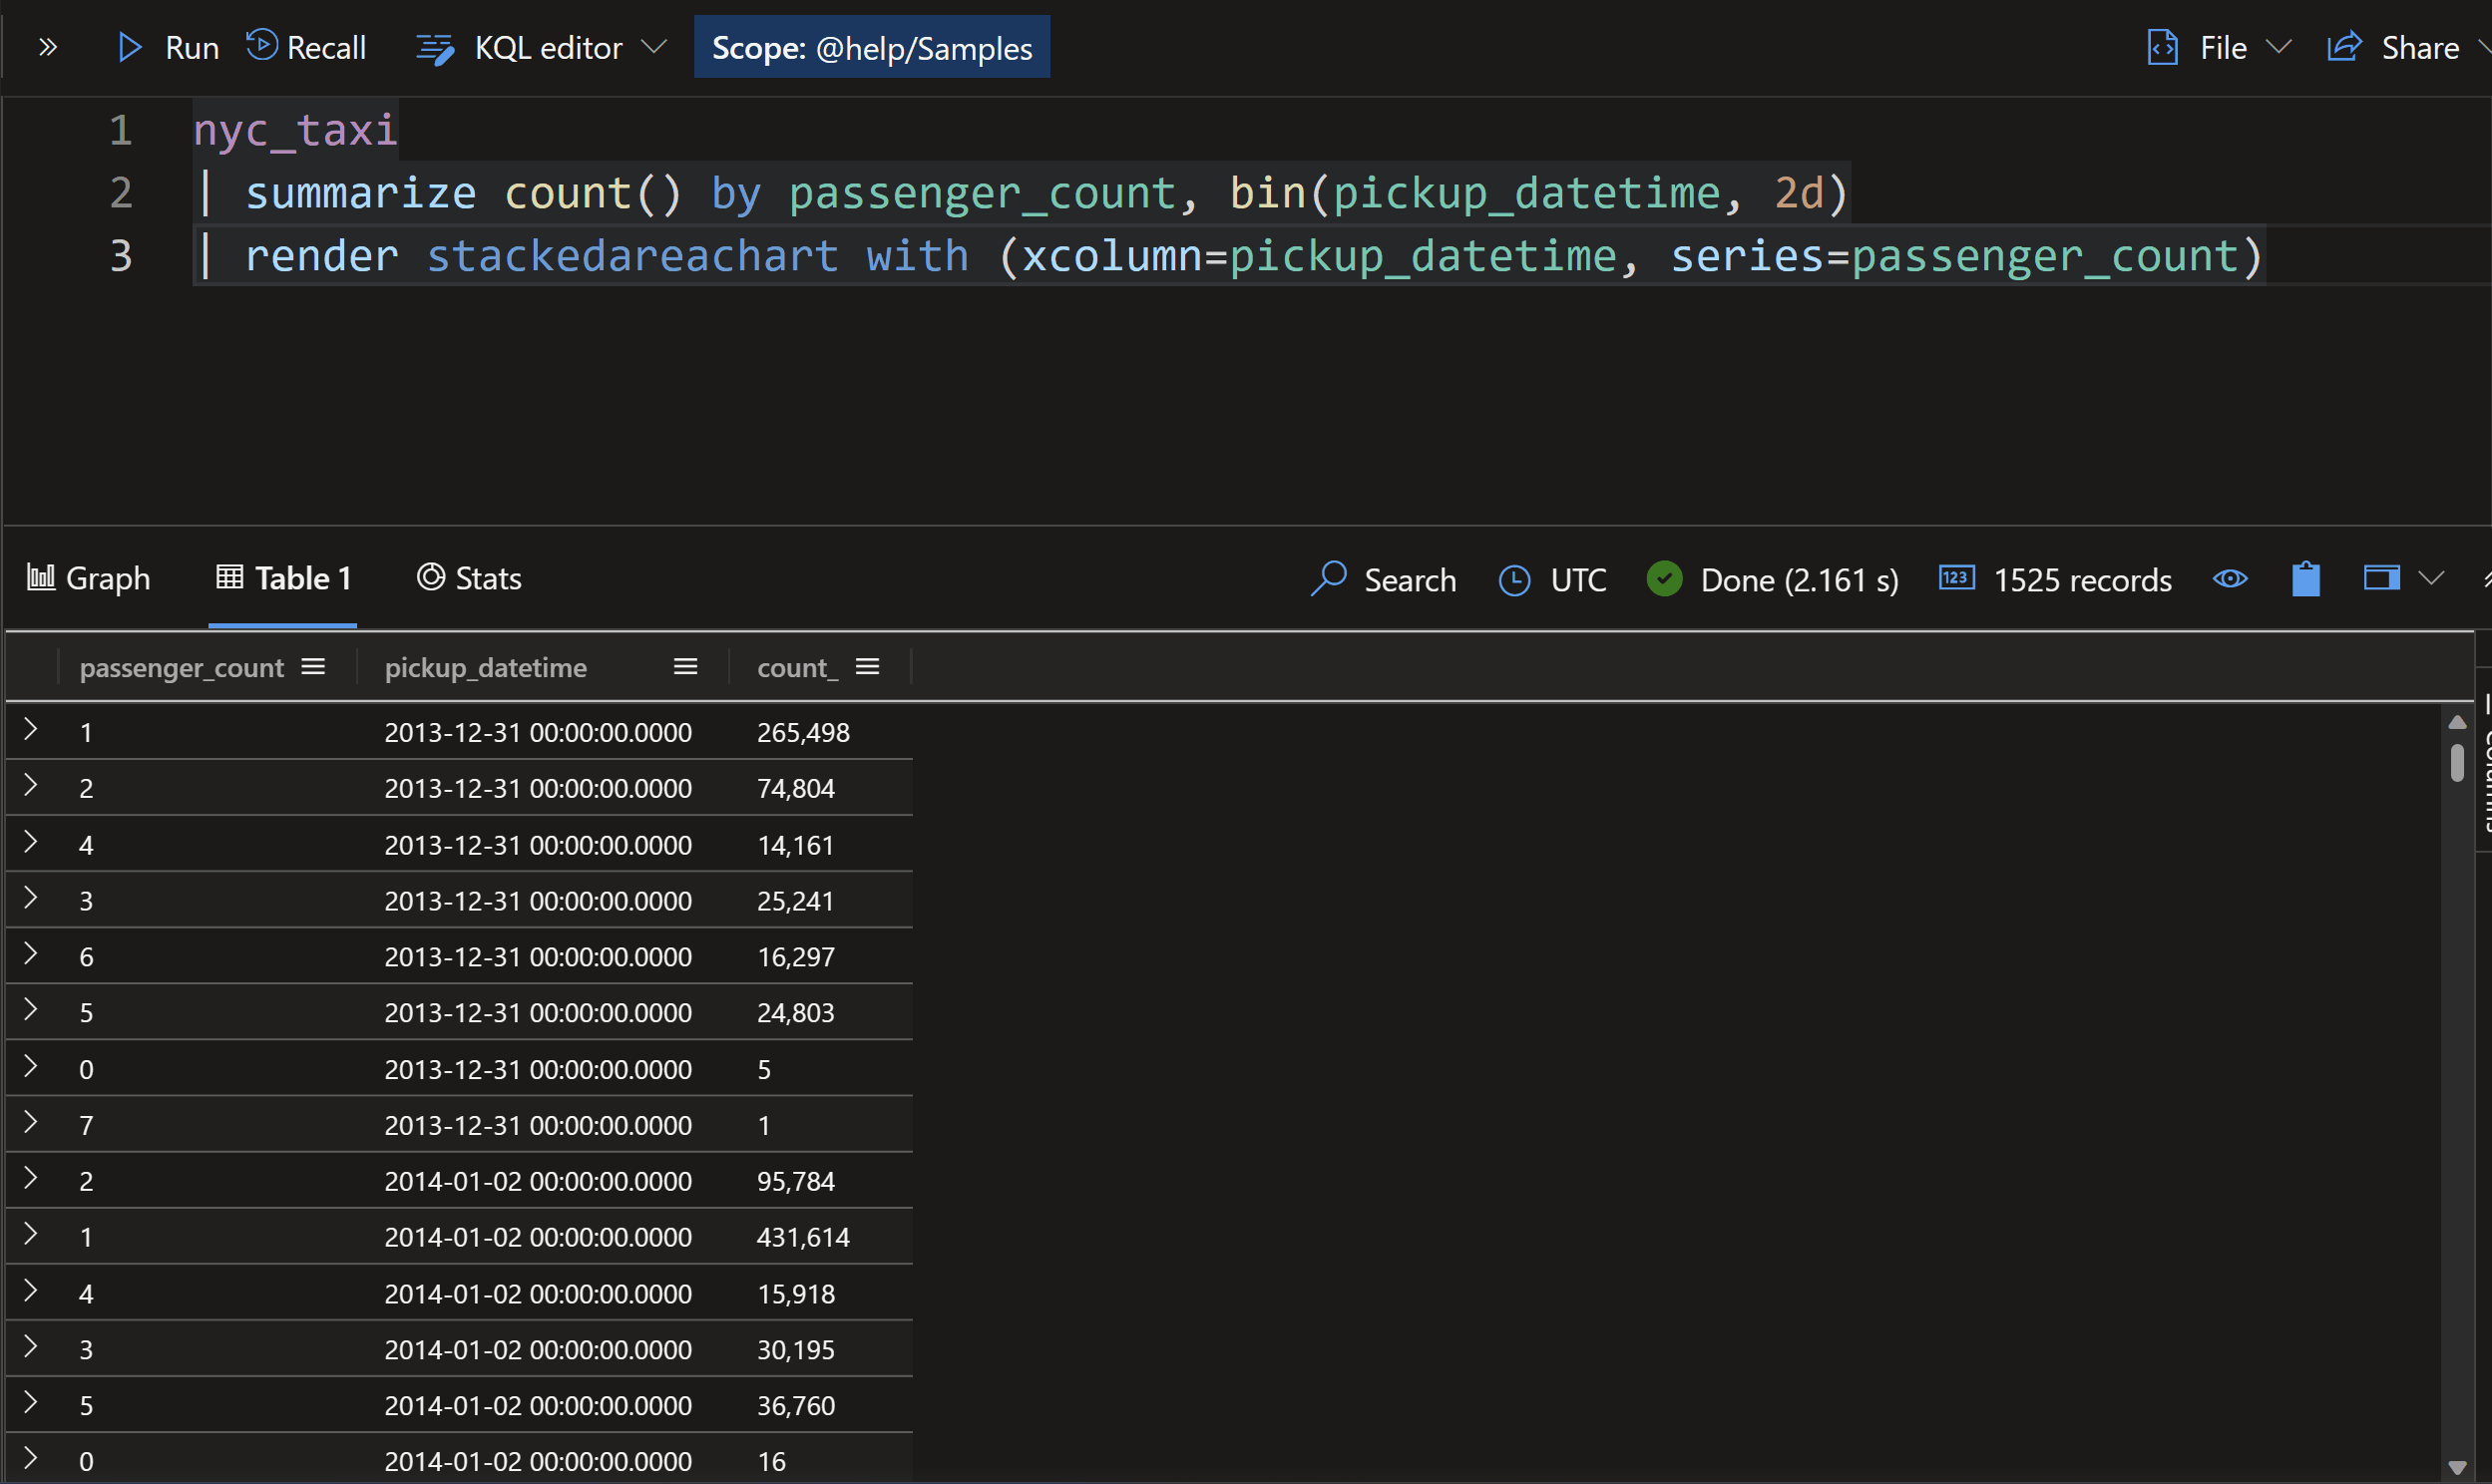 Run Recall KQL editor Scope: @help/Samples File Share
1 nyc_taxi
2 | summarize count() by passenger_count, bin(pickup_datetime, 2d)
3 | render stackedareachart with (xcolumn=pickup_datetime, series=passenger_count)
Graph Table 1 Stats Search UTC Done (2.161 s) 123 1525 records
passenger_count pickup_datetime count_
1 2013-12-31 00:00:00.0000 265,498
2 2013-12-31 00:00:00.0000 74,804
4 2013-12-31 00:00:00.0000 14,161
3 2013-12-31 00:00:00.0000 25,241
6 2013-12-31 00:00:00.0000 16,297
5 2013-12-31 00:00:00.0000 24,803
0 2013-12-31 00:00:00.0000 5
7 2013-12-31 00:00:00.0000 1
2 2014-01-02 00:00:00.0000 95,784
1 2014-01-02 00:00:00.0000 431,614
4 2014-01-02 00:00:00.0000 15,918
3 2014-01-02 00:00:00.0000 30,195
5 2014-01-02 00:00:00.0000 36,760
0 2014-01-02 00:00:00.0000 16
Columns